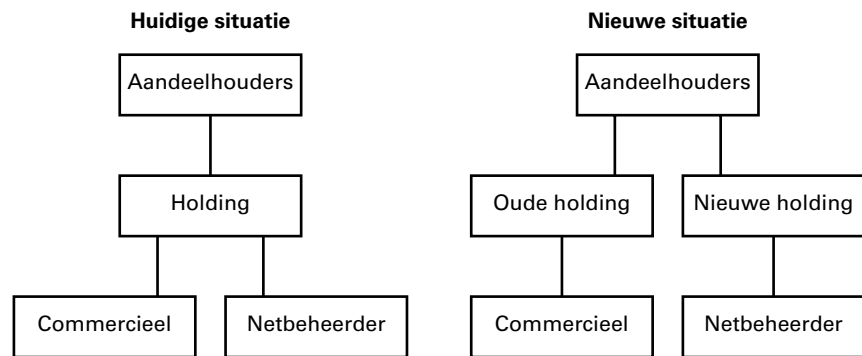 Huidige situatie
Aandeelhouders
Holding
Commercieel
Netbeheerder
Nieuwe situatie
Aandeelhouders
Oude holding
Nieuwe holding
Commercieel
Netbeheerder